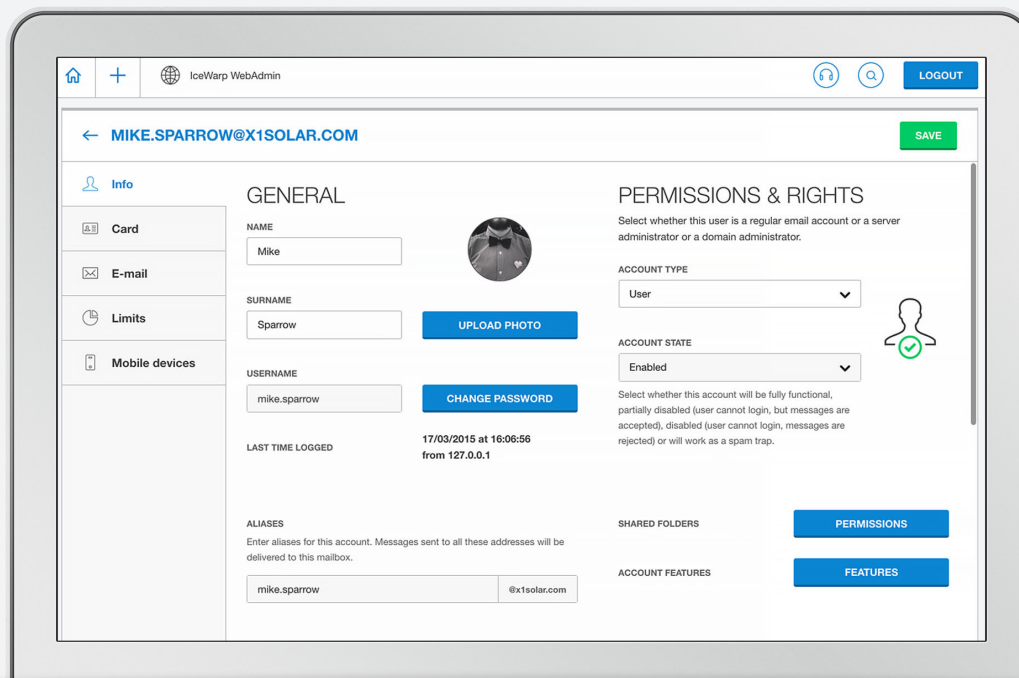 IceWarp WebAdmin
LOGOUT
MIKE.SPARROW@X1SOLAR.COM
SAVE
Info
Card
E-mail
Limits
Mobile devices
GENERAL
NAME
Mike
SURNAME
Sparrow
UPLOAD PHOTO
USERNAME
mike.sparrow
CHANGE PASSWORD
LAST TIME LOGGED
17/03/2015 at 16:06:56
from 127.0.0.1
ALIASES
Enter aliases for this account. Messages sent to all these addresses will be
delivered to this mailbox.
mike.sparrow
@x1solar.com
PERMISSIONS & RIGHTS
Select whether this user is a regular email account or a server
administrator or a domain administrator.
ACCOUNT TYPE
User
ACCOUNT STATE
Enabled
Select whether this account will be fully functional,
partially disabled (user cannot login, but messages are
accepted), disabled (user cannot login, messages are
rejected) or will work as a spam trap.
SHARED FOLDERS
PERMISSIONS
ACCOUNT FEATURES
FEATURES